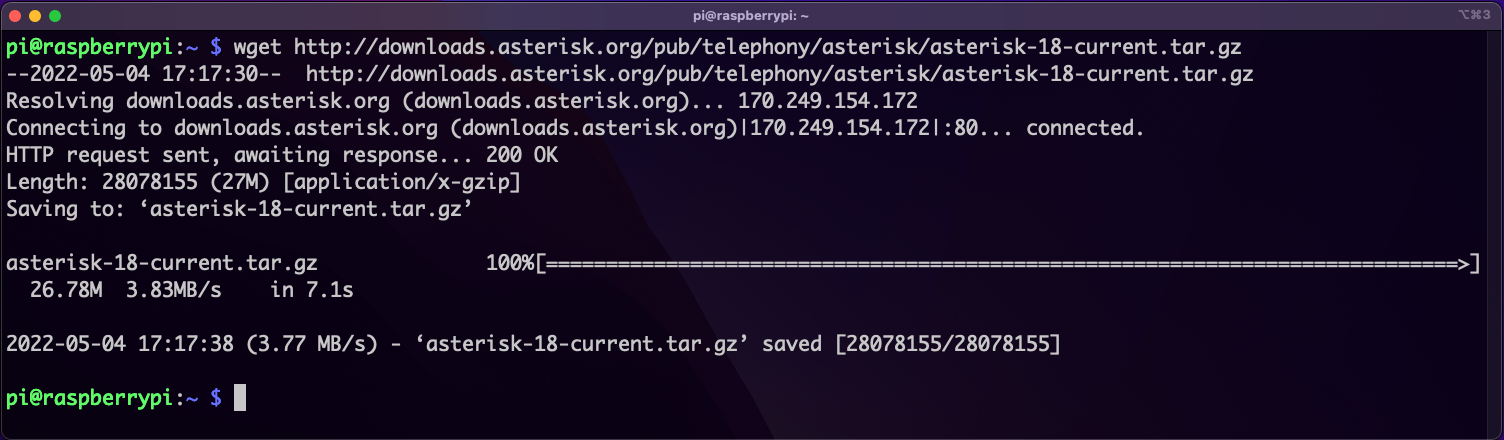 pi@raspberrypi: ~
⌥⌘3
pi@raspberrypi:~ $ wget http://downloads.asterisk.org/pub/telephony/asterisk/asterisk-18-current.tar.gz
--2022-05-04 17:17:30--  http://downloads.asterisk.org/pub/telephony/asterisk/asterisk-18-current.tar.gz
Resolving downloads.asterisk.org (downloads.asterisk.org)... 170.249.154.172
Connecting to downloads.asterisk.org (downloads.asterisk.org)|170.249.154.172|:80... connected.
HTTP request sent, awaiting response... 200 OK
Length: 28078155 (27M) [application/x-gzip]
Saving to: ‘asterisk-18-current.tar.gz’
asterisk-18-current.tar.gz              100%[============================================================================>]
  26.78M  3.83MB/s    in 7.1s
2022-05-04 17:17:38 (3.77 MB/s) - ‘asterisk-18-current.tar.gz’ saved [28078155/28078155]
pi@raspberrypi:~ $